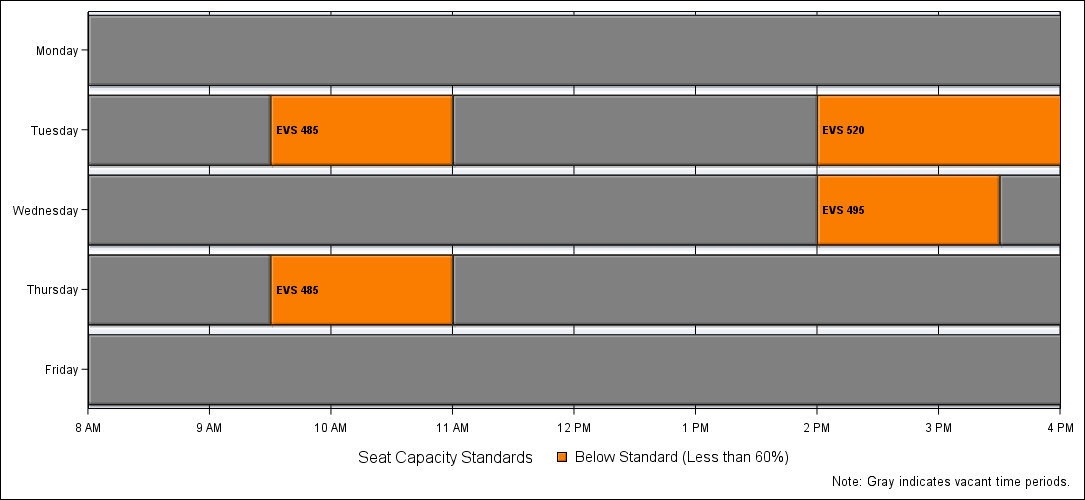 Monday
Tuesday
EVS 485
EVS 520
Wednesday
EVS 495
Thursday
EVS 485
Friday
8 AM 9 AM 10 AM 11 AM 12 PM 1 PM 2 PM 3 PM 4 PM
Seat Capacity Standards Below Standard (Less than 60%)
Note: Gray indicates vacant time periods.